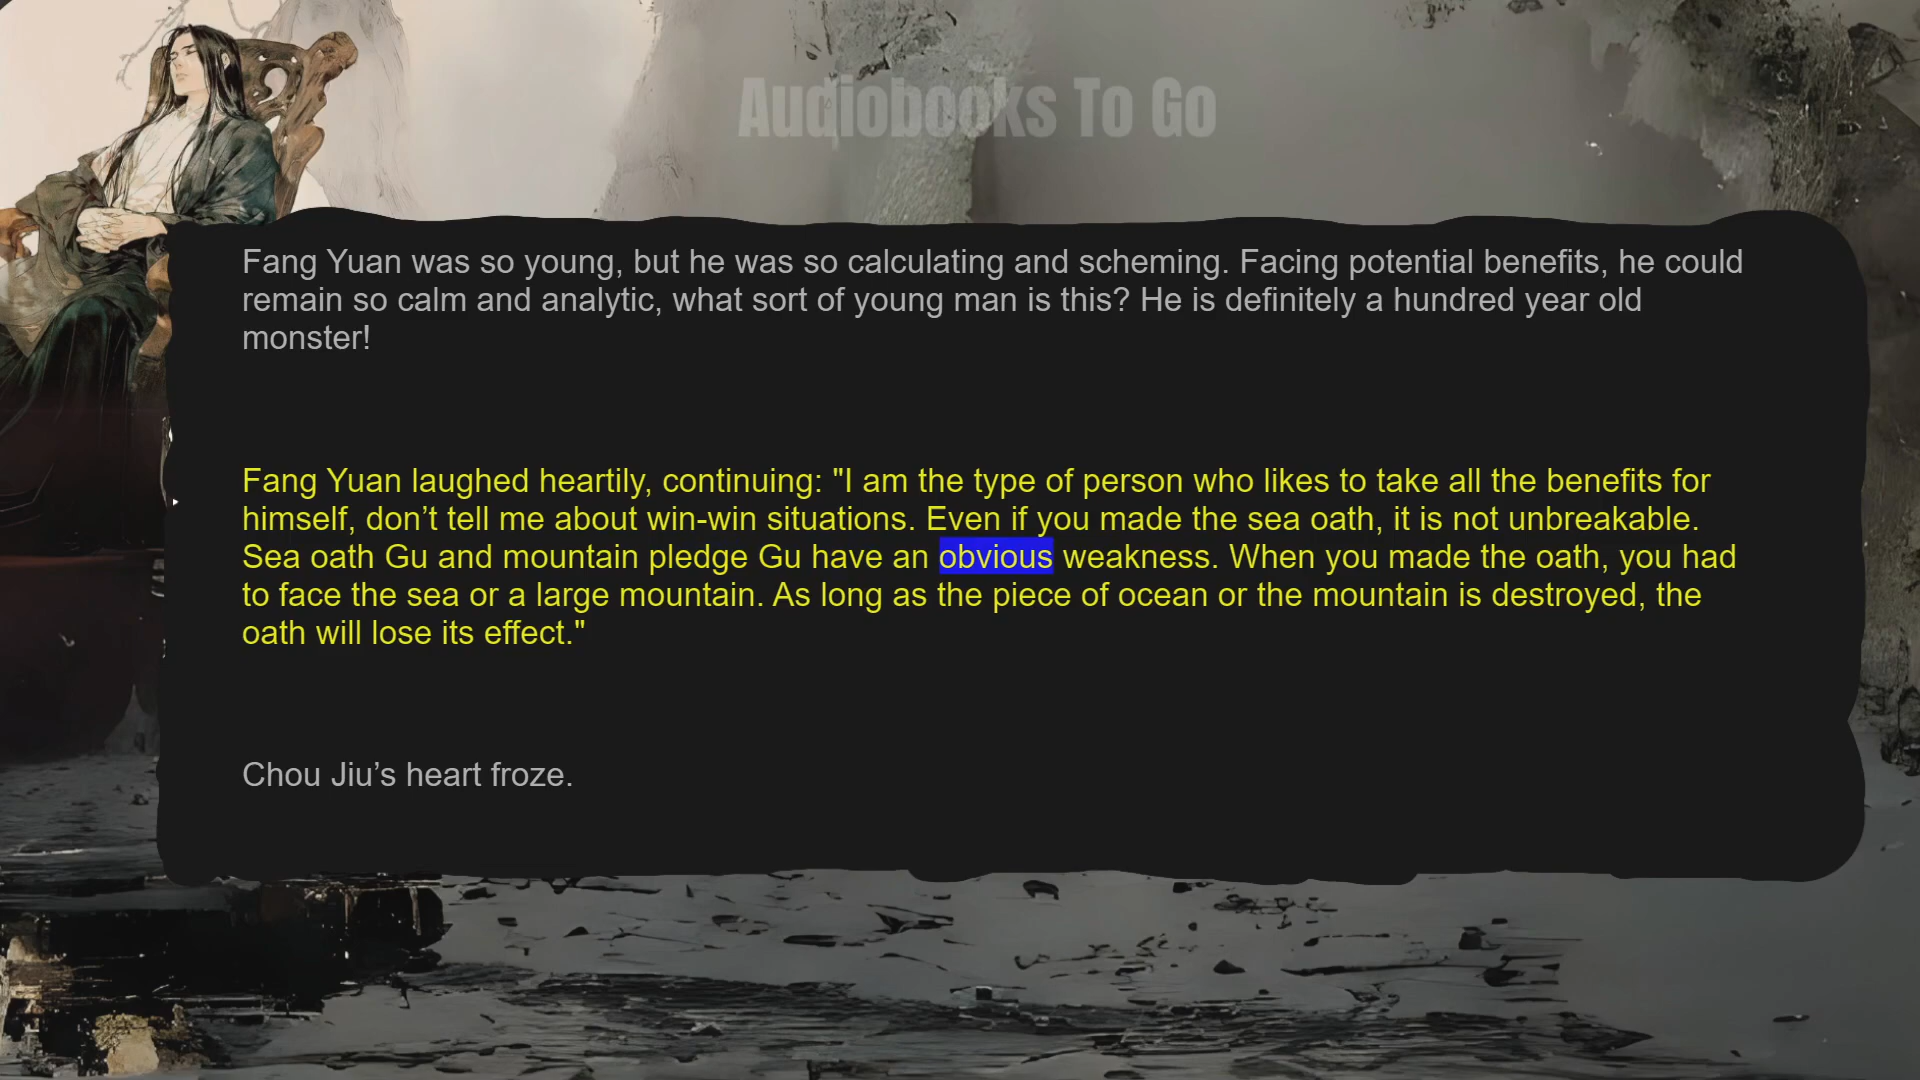 Audiobooks To Go
Fang Yuan was so young, but he was so calculating and scheming. Facing potential benefits, he could
remain so calm and analytic, what sort of young man is this? He is definitely a hundred year old
monster!
Fang Yuan laughed heartily, continuing: "I am the type of person who likes to take all the benefits for
himself, don’t tell me about win-win situations. Even if you made the sea oath, it is not unbreakable.
Sea oath Gu and mountain pledge Gu have an obvious weakness. When you made the oath, you had
to face the sea or a large mountain. As long as the piece of ocean or the mountain is destroyed, the
oath will lose its effect."
Chou Jiu’s heart froze.